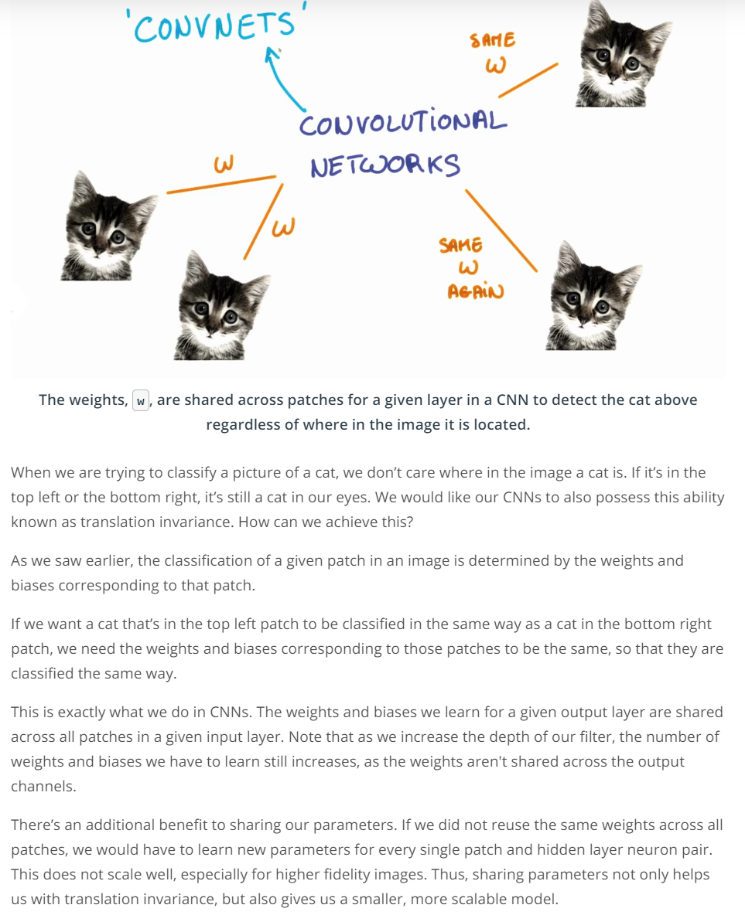 'CONVNETS'
SAME
W
CONVOLUTIONAL
NETWORKS
W
W
SAME
W
AGAIN
The weights, w, are shared across patches for a given layer in a CNN to detect the cat above
regardless of where in the image it is located.
When we are trying to classify a picture of a cat, we don’t care where in the image a cat is. If it’s in the
top left or the bottom right, it’s still a cat in our eyes. We would like our CNNs to also possess this ability
known as translation invariance. How can we achieve this?
As we saw earlier, the classification of a given patch in an image is determined by the weights and
biases corresponding to that patch.
If we want a cat that’s in the top left patch to be classified in the same way as a cat in the bottom right
patch, we need the weights and biases corresponding to those patches to be the same, so that they are
classified the same way.
This is exactly what we do in CNNs. The weights and biases we learn for a given output layer are shared
across all patches in a given input layer. Note that as we increase the depth of our filter, the number of
weights and biases we have to learn still increases, as the weights aren't shared across the output
channels.
There’s an additional benefit to sharing our parameters. If we did not reuse the same weights across all
patches, we would have to learn new parameters for every single patch and hidden layer neuron pair.
This does not scale well, especially for higher fidelity images. Thus, sharing parameters not only helps
us with translation invariance, but also gives us a smaller, more scalable model.